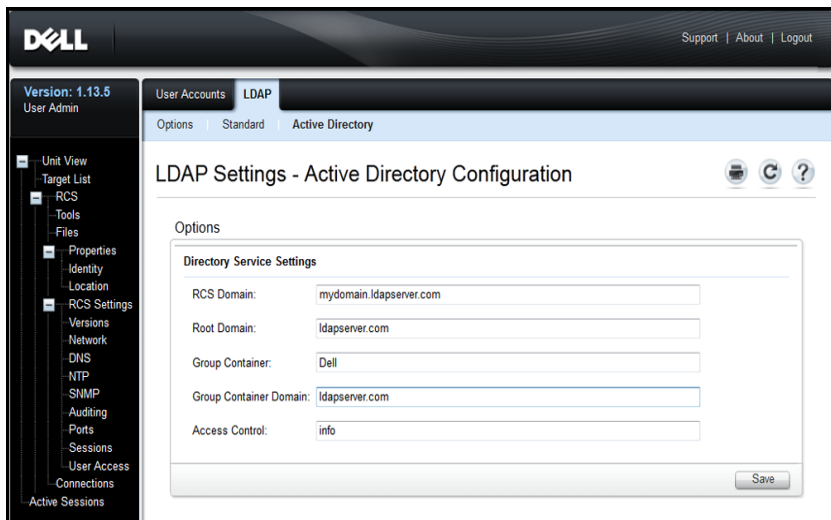 DELL
Support | About | Logout
Version: 1.13.5
User Admin
User Accounts LDAP
Options Standard Active Directory
Unit View
Target List
RCS
Tools
Files
Properties
Identity
Location
RCS Settings
Versions
Network
DNS
NTP
SNMP
Auditing
Ports
Sessions
User Access
Connections
Active Sessions
LDAP Settings - Active Directory Configuration
?
Options
Directory Service Settings
RCS Domain: mydomain.ldapserver.com
Root Domain: ldapserver.com
Group Container: Dell
Group Container Domain: ldapserver.com
Access Control: info
Save